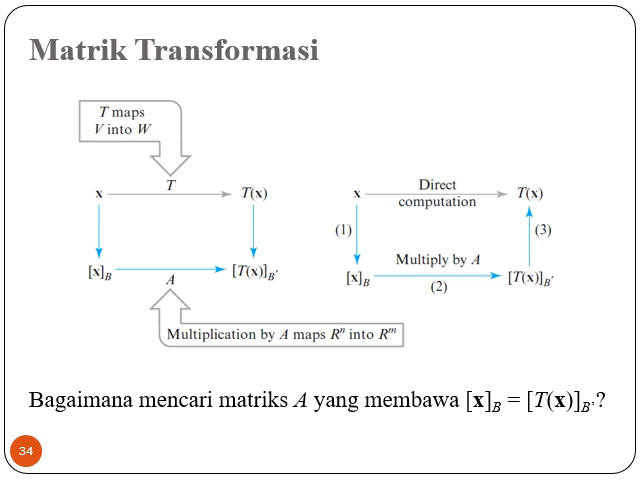 Matrik Transformasi
T maps
V into W
T
x
T(x)
[x]B
A
[T(x)]B′
Multiplication by A maps Rⁿ into Rᵐ
x
Direct
computation
T(x)
(1)
(3)
Multiply by A
[x]B
(2)
[T(x)]B′
Bagaimana mencari matriks A yang membawa [x]B = [T(x)]B’?
34